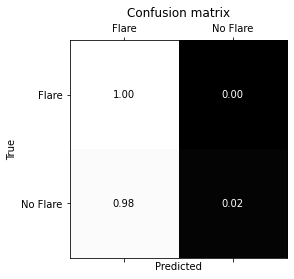 Confusion matrix
Flare No Flare
Flare 1.00 0.00
True
No Flare 0.98 0.02
Predicted